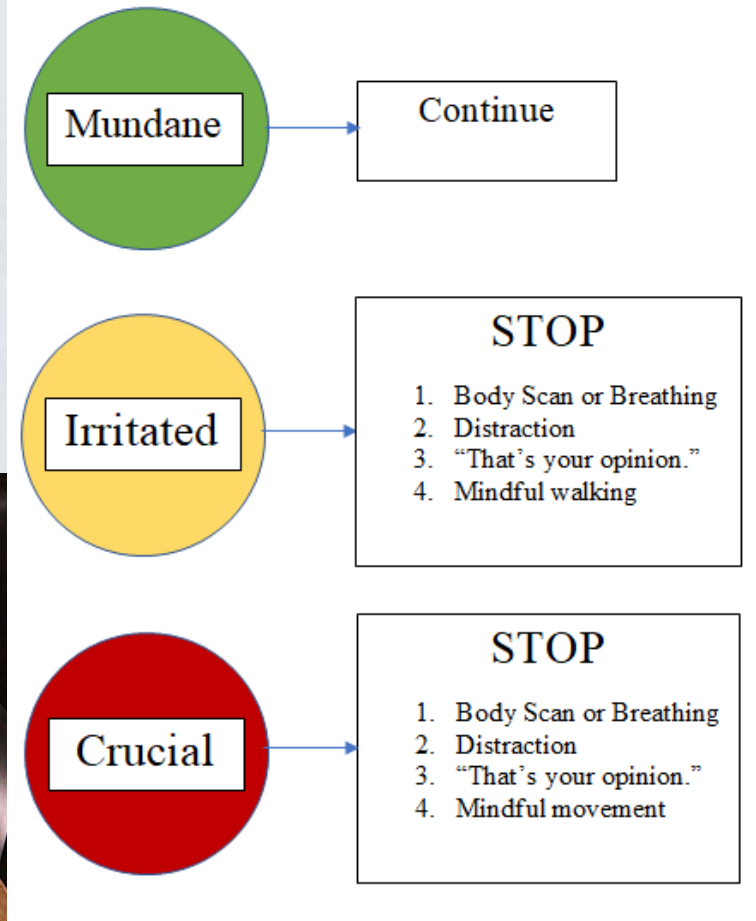 Mundane
Continue
Irritated
STOP
1. Body Scan or Breathing
2. Distraction
3. “That’s your opinion.”
4. Mindful walking
Crucial
STOP
1. Body Scan or Breathing
2. Distraction
3. “That’s your opinion.”
4. Mindful movement